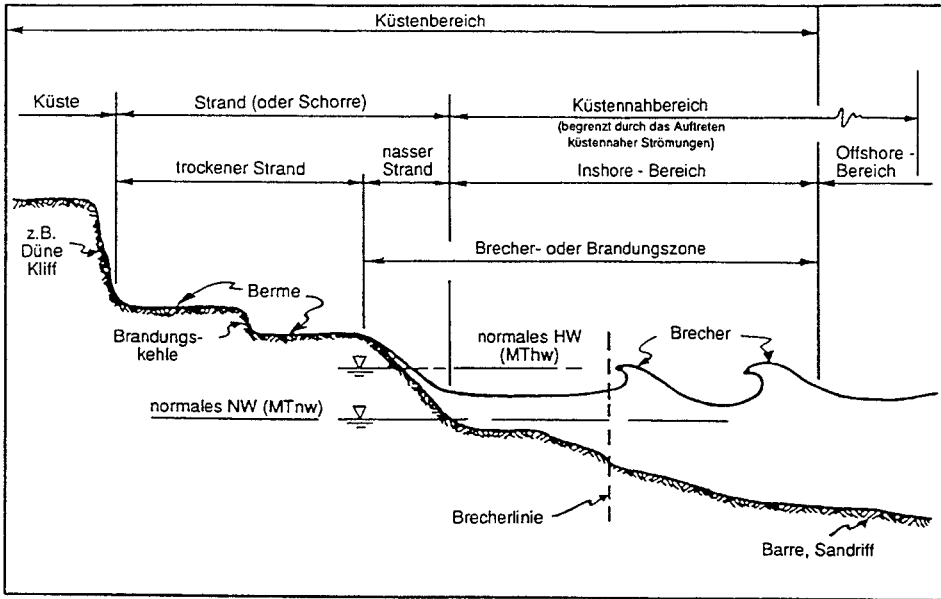 Küstenbereich
Küste
Strand (oder Schorre)
Küstennahbereich
(begrenzt durch das Auftreten
küstennaher Strömungen)
trockener Strand
nasser
Strand
Inshore - Bereich
Offshore -
Bereich
z.B.
Düne
Kliff
Brecher- oder Brandungszone
Berme
Brandungs-
kehle
normales HW
(MThw)
Brecher
normales NW (MTnw)
Brecherlinie
Barre, Sandriff